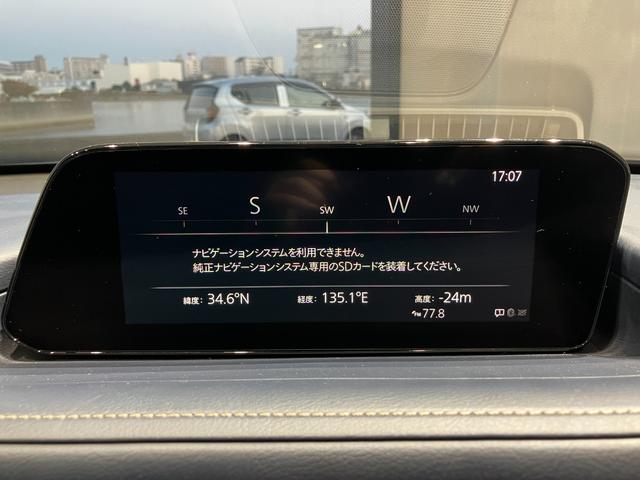 17:07
SE S SW W NW
ナビゲーションシステムを利用できません。
純正ナビゲーションシステム専用のSDカードを装着してください。
緯度: 34.6°N 経度: 135.1°E 高度: -24m
77.8